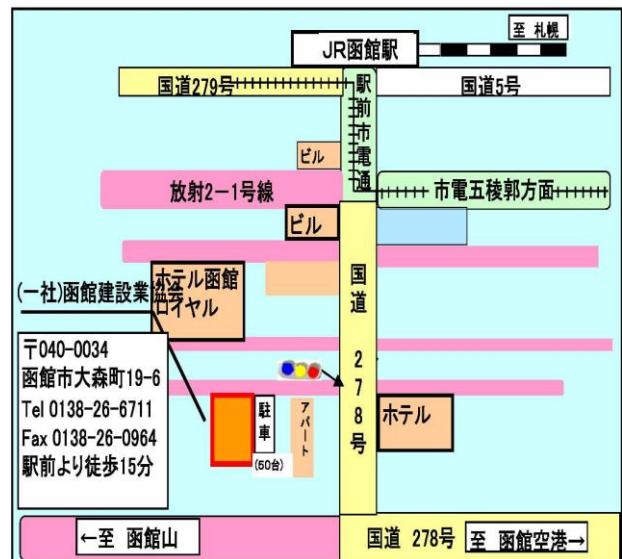 至 札幌
JR函館駅
国道279号
駅前市電通
国道5号
ビル
放射2-1号線
市電五稜郭方面
ビル
国道 278号
(一社)函館建設業協会
ホテル函館
ロイヤル
〒040-0034
函館市大森町19-6
Tel 0138-26-6711
Fax 0138-26-0964
駅前より徒歩15分
駐車
(50台)
アパート
ホテル
←至 函館山
国道 278号
至 函館空港→